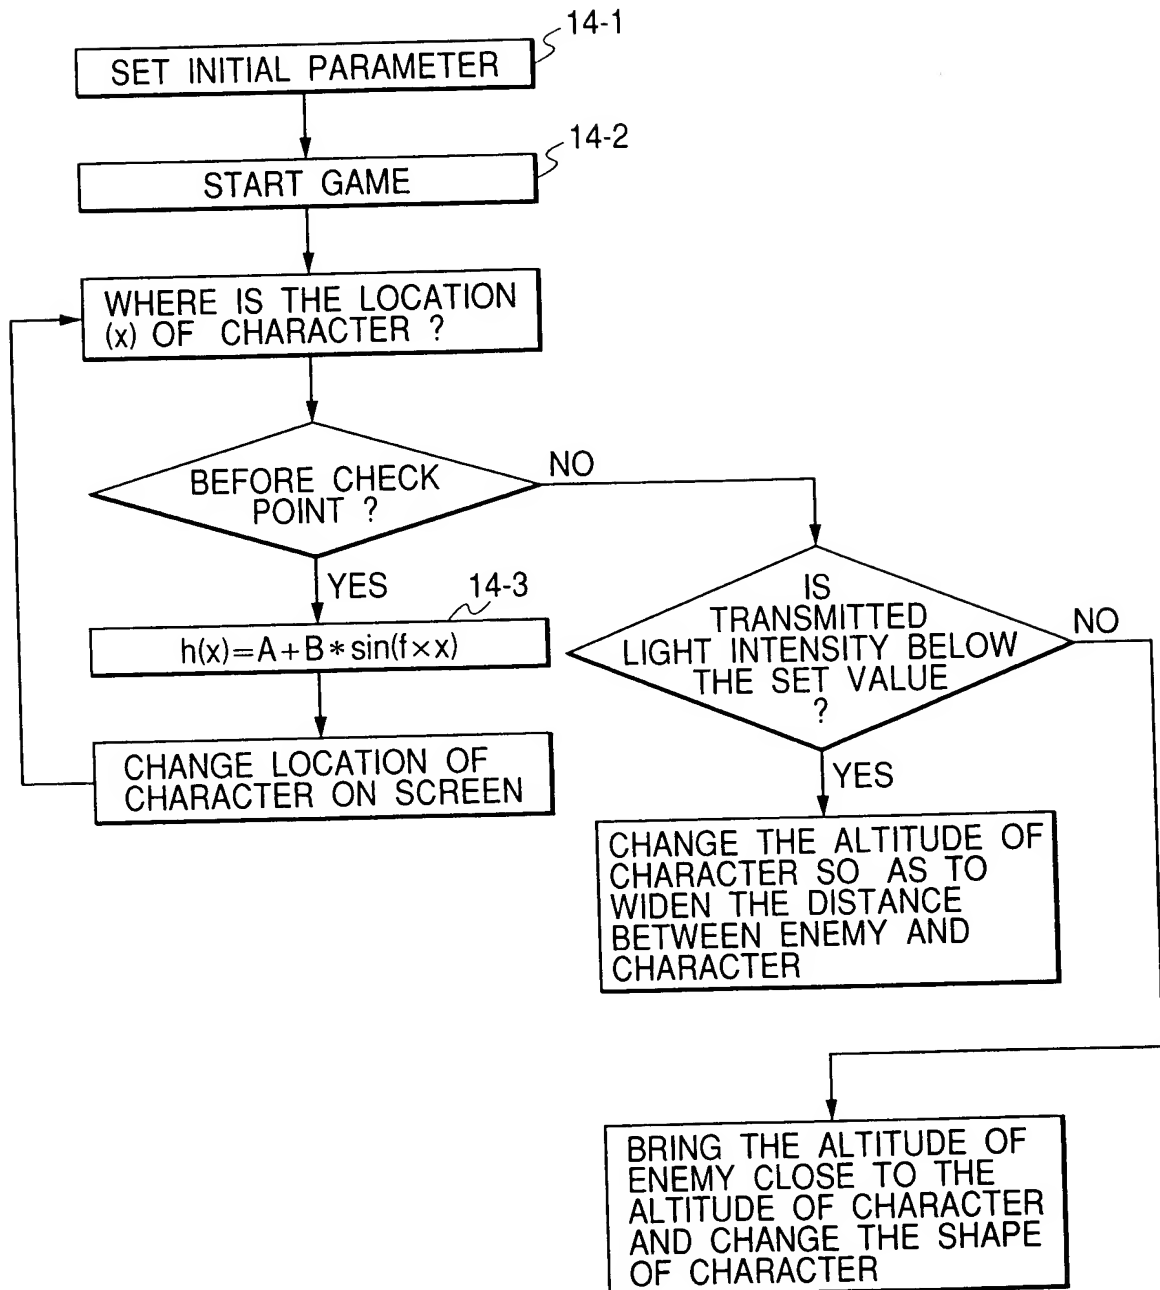 14-1
SET INITIAL PARAMETER
14-2
START GAME
WHERE IS THE LOCATION
(x) OF CHARACTER ?
BEFORE CHECK
POINT ?
NO
YES
14-3
h(x)=A+B*sin(f×x)
CHANGE LOCATION OF
CHARACTER ON SCREEN
IS
TRANSMITTED
LIGHT INTENSITY BELOW
THE SET VALUE
?
NO
YES
CHANGE THE ALTITUDE OF
CHARACTER SO AS TO
WIDEN THE DISTANCE
BETWEEN ENEMY AND
CHARACTER
BRING THE ALTITUDE OF
ENEMY CLOSE TO THE
ALTITUDE OF CHARACTER
AND CHANGE THE SHAPE
OF CHARACTER